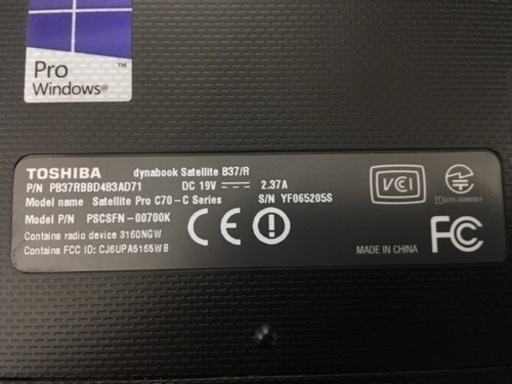 Pro
Windows®
TOSHIBA dynabook Satellite B37/R
P/N PB37RBBD483AD71 DC 19V 2.37A
Model name Satellite Pro C70-C Series S/N YF065205S
Model P/N PSCSFN-00700K
Contains radio device 3160NGW
Contains FCC ID: CJ6UPA5165WB
CE
VCI
MADE IN CHINA
FC